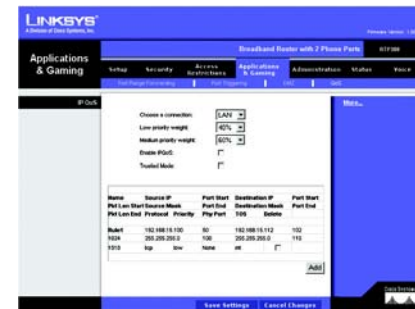 LINKSYS®
A Division of Cisco Systems, Inc.
Broadband Router with 2 Phone Ports
Applications & Gaming
Setup Security Access Restrictions Applications & Gaming Administration Status Voice
Port Range Forwarding Port Triggering DMZ QoS
IP QoS
More...
Choose a connection: LAN
Low priority weight: 40%
Medium priority weight: 60%
Enable IPQoS:
Trusted Mode:
Name Source IP Port Start Destination IP Port Start
Pkt Len Start Source Mask Port End Destination Mask Port End
Pkt Len End Protocol Priority Phy Port TOS Delete
Rule1 192.168.15.100 50 192.168.15.112 102
1024 255.255.255.0 100 255.255.255.0 110
1310 tcp low None
Add
Save Settings Cancel Changes
Cisco Systems